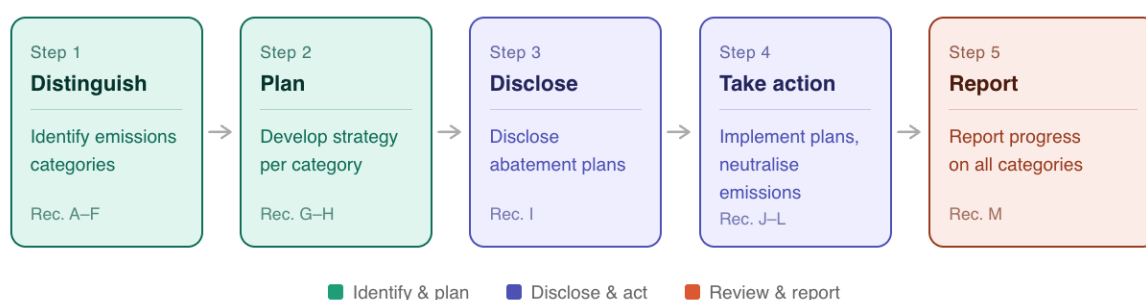 Step 1
Distinguish
Identify emissions
categories
Rec. A–F
Step 2
Plan
Develop strategy
per category
Rec. G–H
Step 3
Disclose
Disclose
abatement plans
Rec. I
Step 4
Take action
Implement plans,
neutralise
emissions
Rec. J–L
Step 5
Report
Report progress
on all categories
Rec. M
Identify & plan
Disclose & act
Review & report